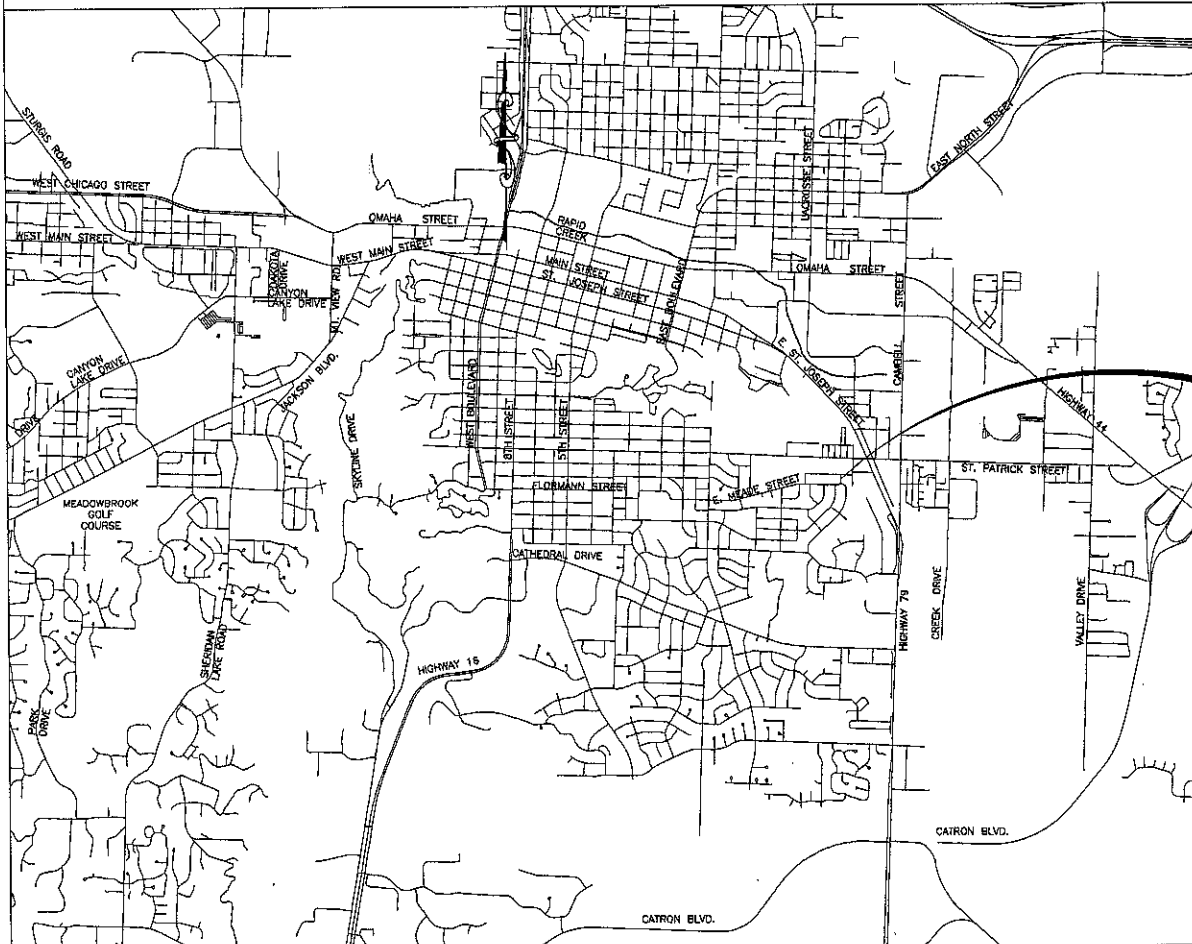 STURGIS ROAD
WEST CHICAGO STREET
WEST MAIN STREET
OMAHA STREET
WEST MAIN STREET
RAPID
CREEK
MAIN STREET
ST. JOSEPH STREET
EAST BOULEVARD
LACROSSE STREET
EAST NORTH STREET
OMAHA STREET
DAKOTA
DRIVE
CANYON
LAKE DRIVE
MT. VIEW RD.
CANYON
LAKE DRIVE
DRIVE
JACKSON BLVD.
SKYLINE DRIVE
WEST BOULEVARD
8TH STREET
5TH STREET
E ST. JOSEPH STREET
CAMBELL STREET
HIGHWAY 44
ST. PATRICK STREET
FLORMANN STREET
E. MEADE STREET
MEADOWBROOK
GOLF
COURSE
CATHEDRAL DRIVE
HIGHWAY 79
CREEK DRIVE
VALLEY DRIVE
SHERIDAN
LAKE ROAD
HIGHWAY 16
PARK
DRIVE
CATRON BLVD.
CATRON BLVD.